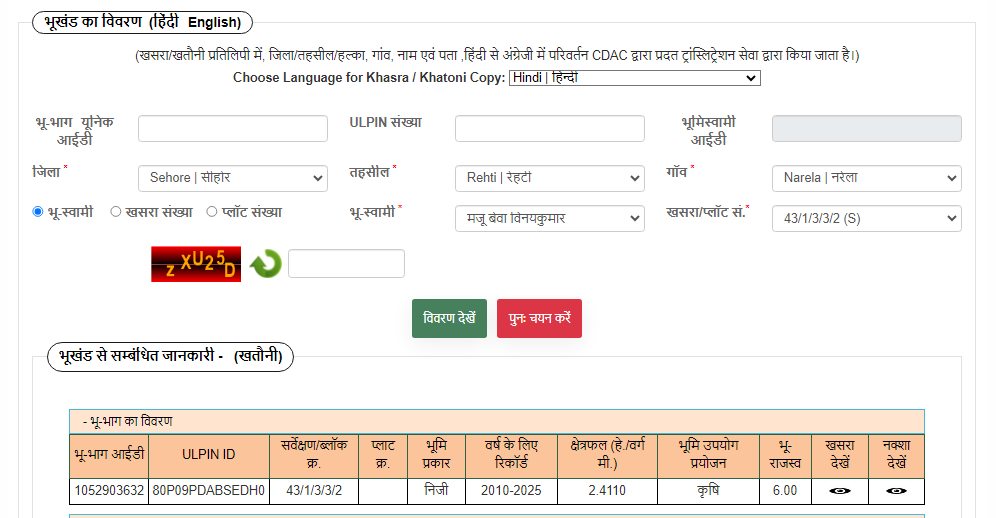 भूखंड का विवरण (हिंदी English)
(खसरा/खतौनी प्रतिलिपी में, जिला/तहसील/हल्का, गांव, नाम एवं पता ,हिंदी से अंग्रेजी में परिवर्तन CDAC द्वारा प्रदत ट्रांस्लिट्रेशन सेवा द्वारा किया जाता है।)
Choose Language for Khasra / Khatoni Copy: Hindi | हिन्दी
भू-भाग यूनिक आईडी ULPIN संख्या भूमिस्वामी आईडी
जिला * Sehore | सीहोर तहसील * Rehti | रेहटी गाँव * Narela | नरेला
भू-स्वामी खसरा संख्या प्लॉट संख्या भू-स्वामी * मजू बेवा विनयकुमार खसरा/प्लॉट सं.* 43/1/3/3/2 (S)
z XU25D
विवरण देखें पुनः चयन करें
भूखंड से सम्बंधित जानकारी - (खतौनी)
- भू-भाग का विवरण
भू-भाग आईडी ULPIN ID सर्वेक्षण/ब्लॉक क्र. प्लाट क्र. भूमि प्रकार वर्ष के लिए रिकॉर्ड क्षेत्रफल (हे./वर्ग मी.) भूमि उपयोग प्रयोजन भू-राजस्व खसरा देखें नक्शा देखें
1052903632 80P09PDABSEDH0 43/1/3/3/2 निजी 2010-2025 2.4110 कृषि 6.00